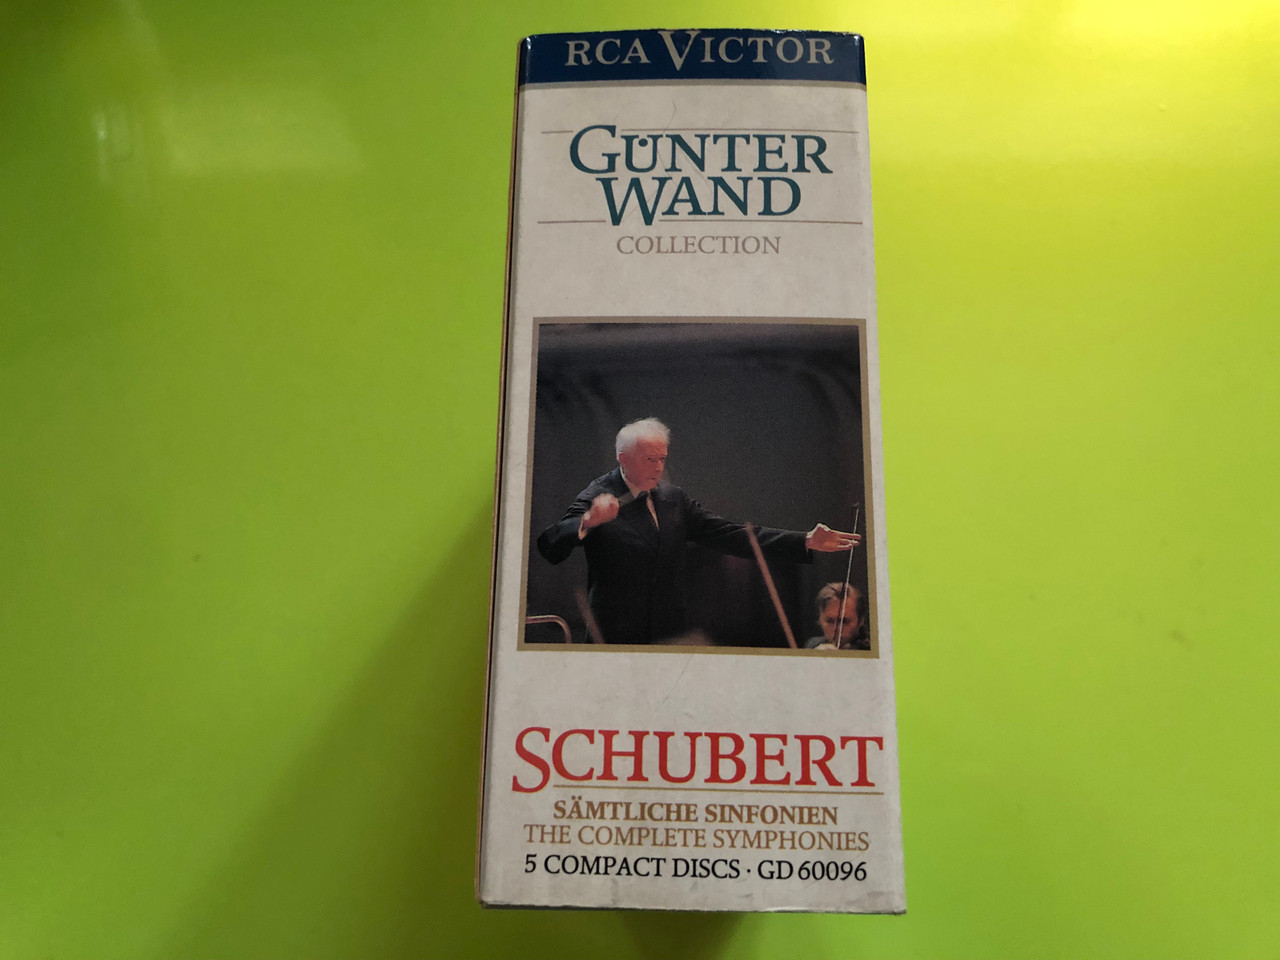 RCA VICTOR
GÜNTER
WAND
COLLECTION
SCHUBERT
SÄMTLICHE SINFONIEN
THE COMPLETE SYMPHONIES
5 COMPACT DISCS · GD 60096